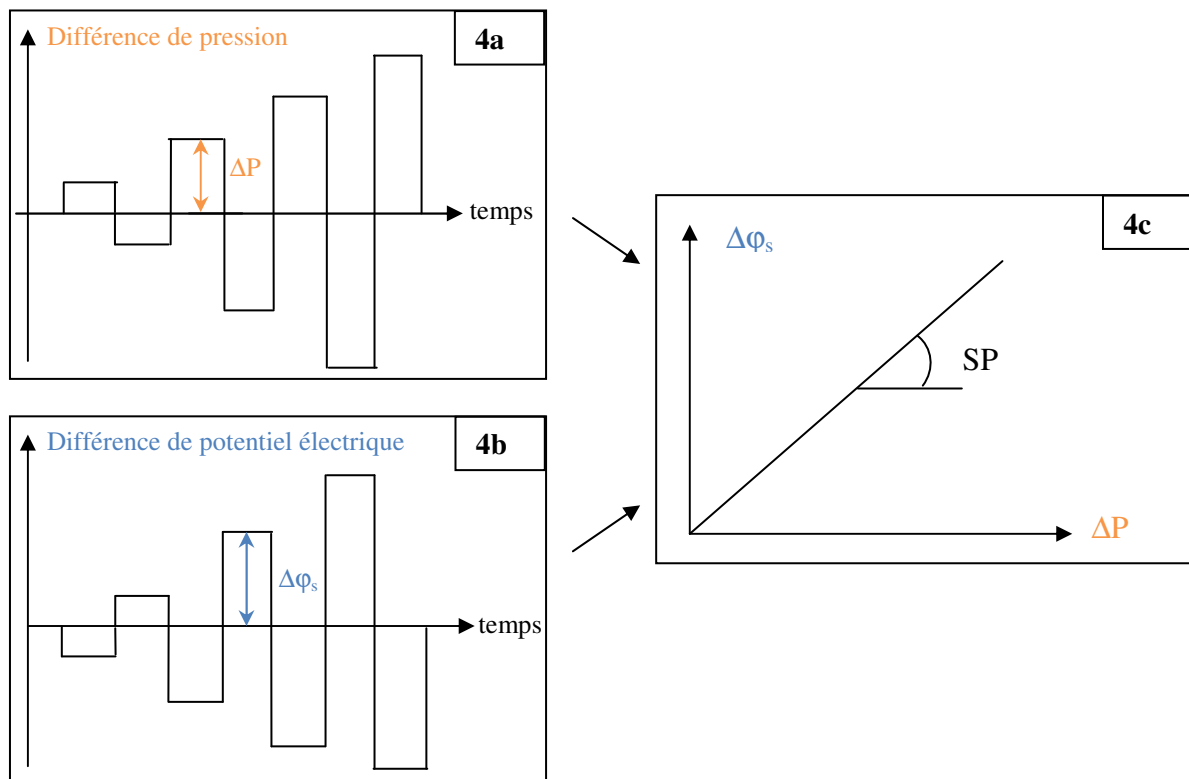 Différence de pression
4a
ΔP
temps
Différence de potentiel électrique
4b
Δφs
temps
4c
Δφs
SP
ΔP